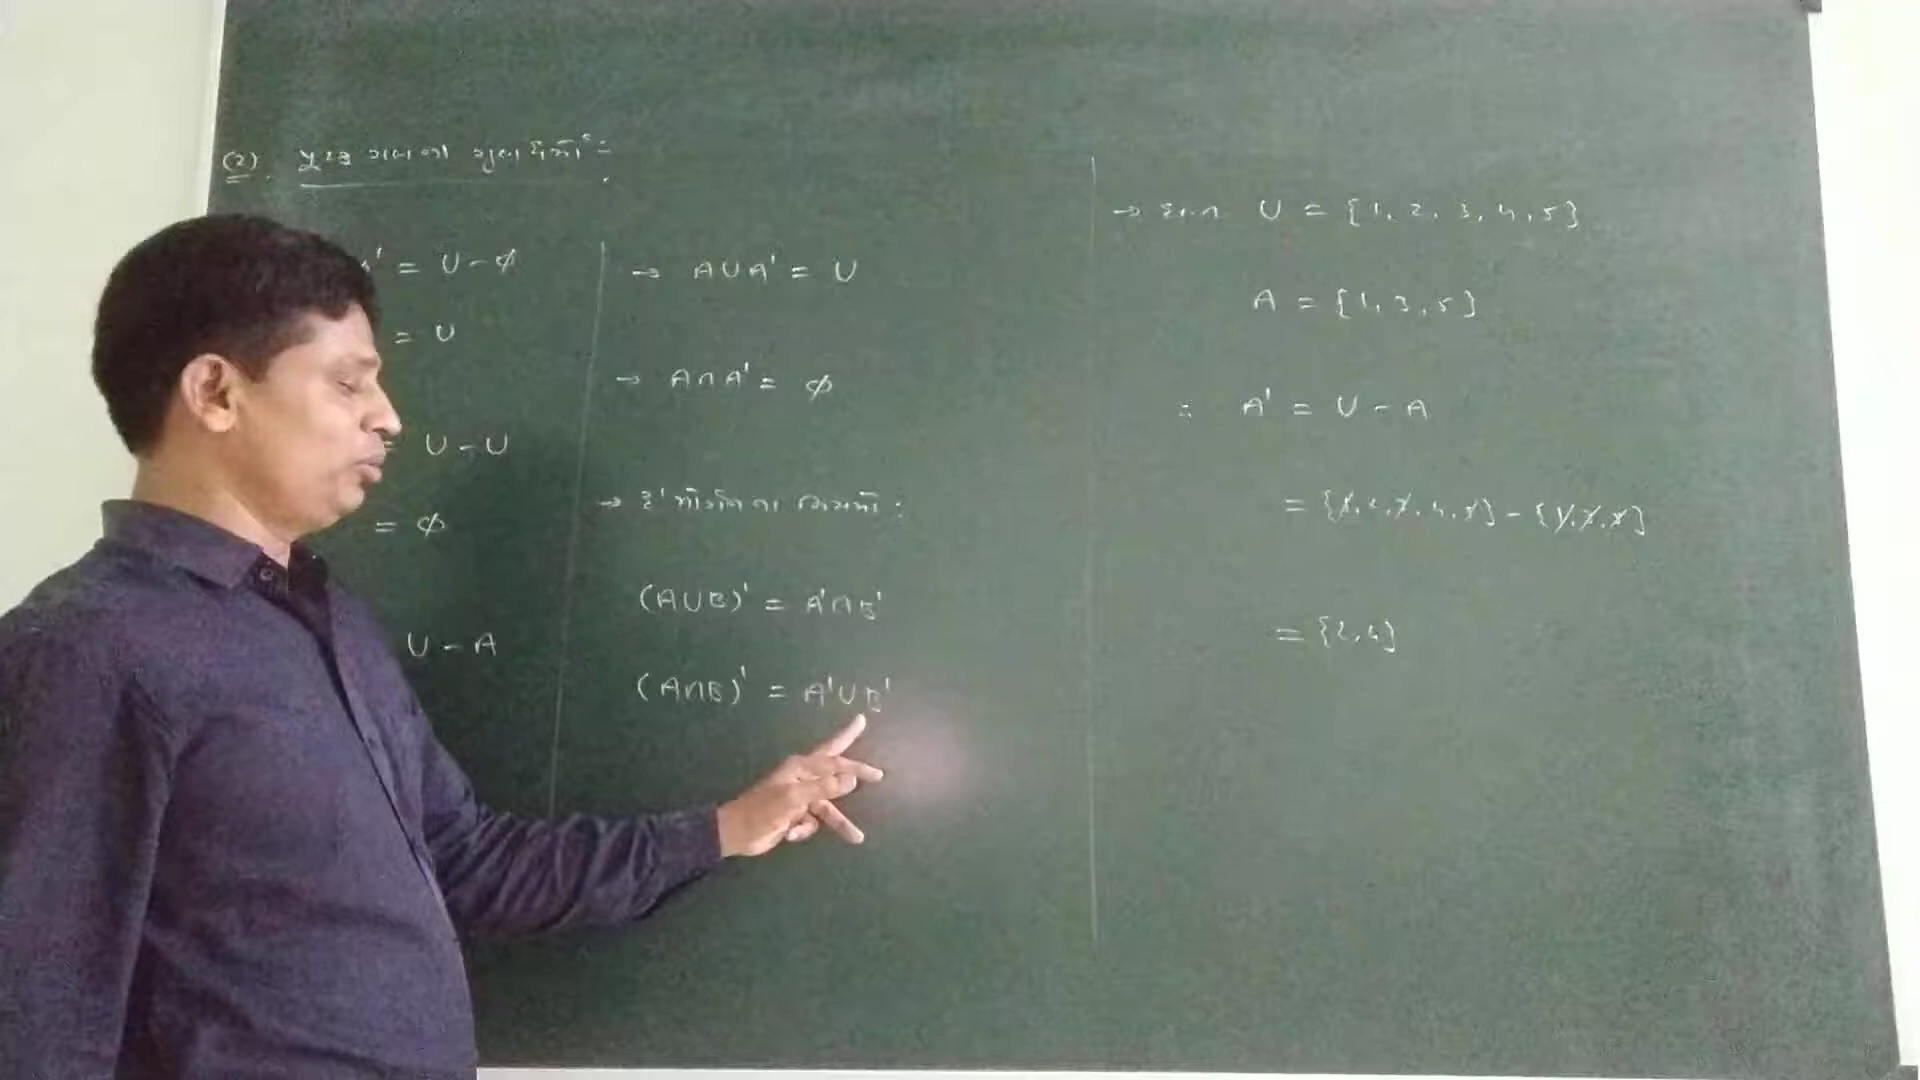 (2). પુરક ગણના ગુણધર્મો :
' = U - φ
= U
= U - U
= φ
U - A
→ A∪A' = U
→ A∩A' = φ
→ દ' મોર્ગનના નિયમો :
(A∪B)' = A'∩B'
(A∩B)' = A'∪B'
→ U = {1, 2, 3, 4, 5}
A = {1, 3, 5}
∴ A' = U - A
= {1, 2, 3, 4, 5} - {1, 3, 5}
= {2, 4}